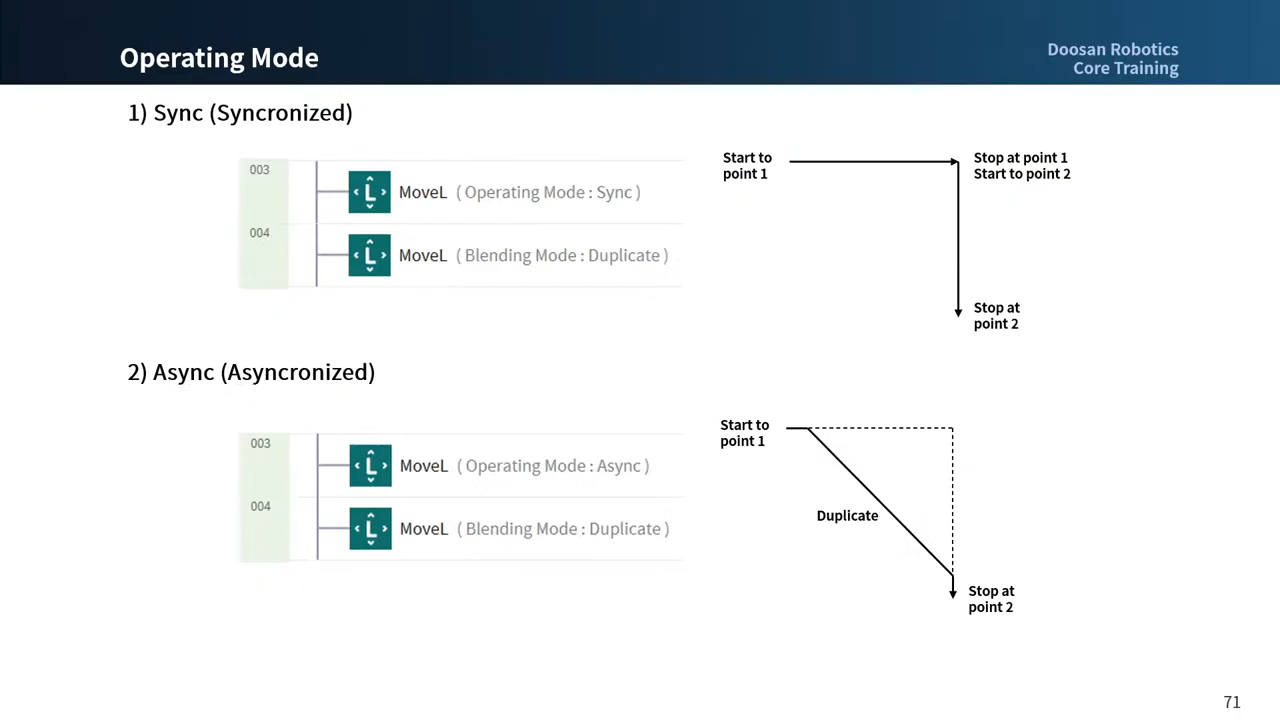 Operating Mode
Doosan Robotics
Core Training
1) Sync (Syncronized)
003
MoveL ( Operating Mode : Sync )
004
MoveL ( Blending Mode : Duplicate )
Start to
point 1
Stop at point 1
Start to point 2
Stop at
point 2
2) Async (Asyncronized)
003
MoveL ( Operating Mode : Async )
004
MoveL ( Blending Mode : Duplicate )
Start to
point 1
Duplicate
Stop at
point 2
71